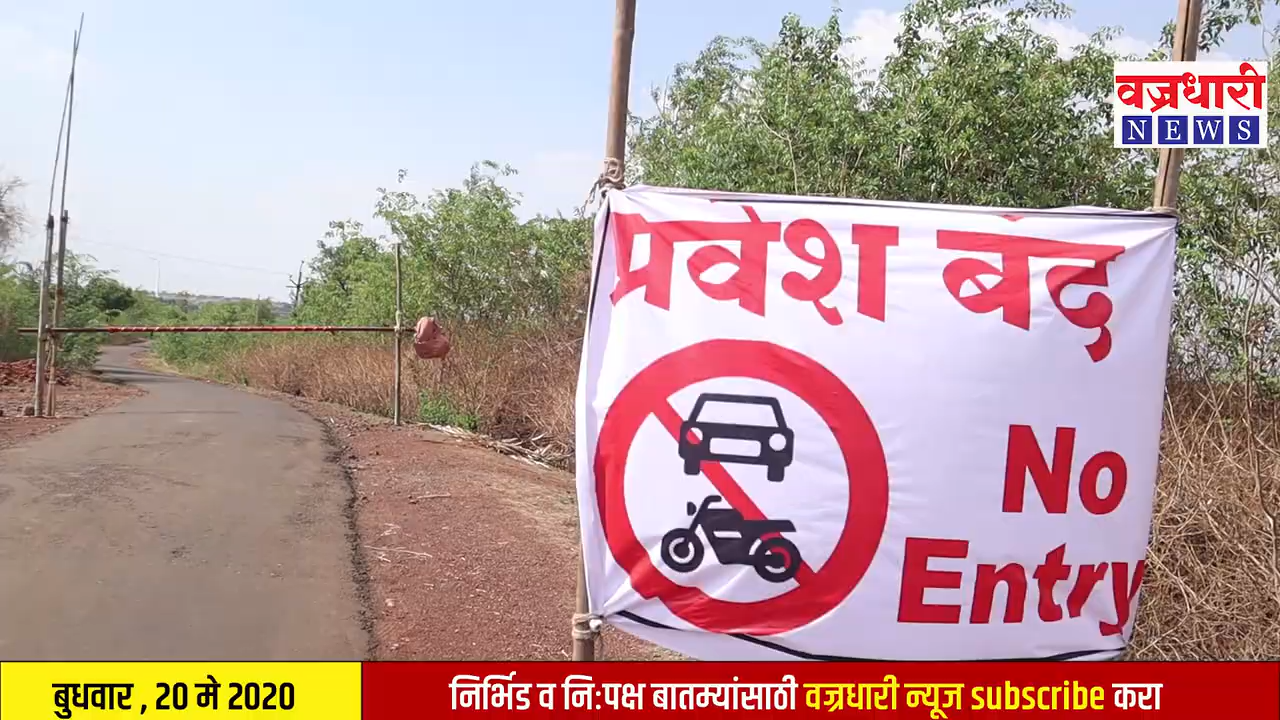 वज्रधारी
NEWS
प्रवेश बंद
No
Entry
बुधवार , 20 मे 2020
निर्भिड व नि:पक्ष बातम्यांसाठी वज्रधारी न्यूज subscribe करा